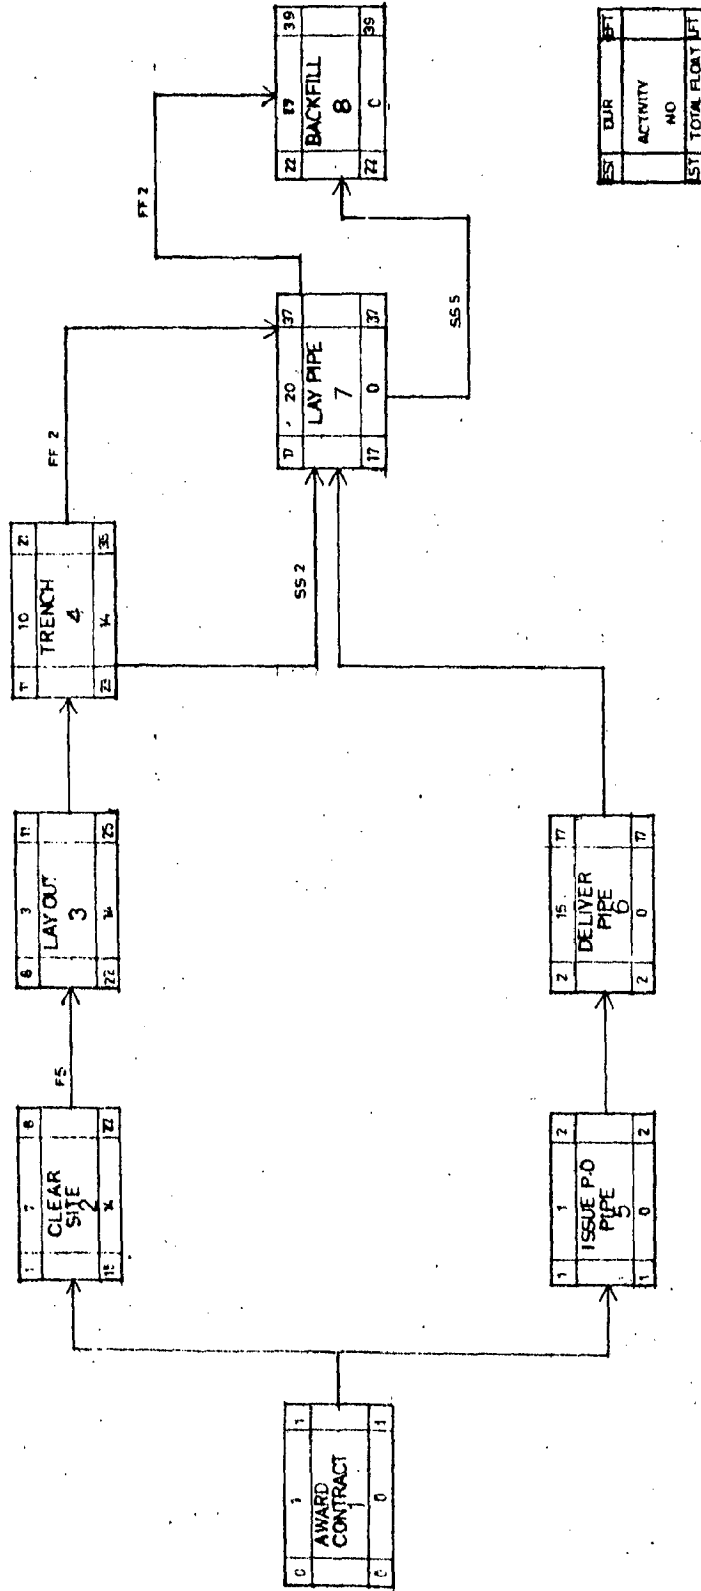 0 1 1
AWARD
CONTRACT
1
0 0 1
1 7 8
CLEAR
SITE
2
15 14 22
FS
8 3 11
LAY OUT
3
22 14 25
11 10 21
TRENCH
4
14 35
FF 2
SS 2
1 1 2
ISSUE P.O
PIPE
5
1 0 2
2 15 17
DELIVER
PIPE
6
2 0 17
17 20 37
LAY PIPE
7
17 0 37
FF 2
SS 5
22 39
BACKFILL
8
22 39
EST DUR EFT
ACTIVITY
NO
LST TOTAL FLOAT LFT